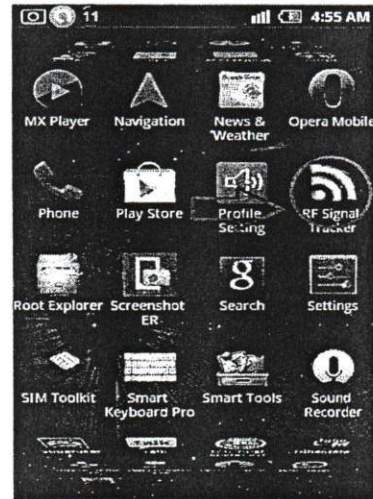 11 4:55 AM
MX Player Navigation News & Weather Opera Mobile
Phone Play Store Profile Setting RF Signal Tracker
Root Explorer Screenshot ER Search Settings
SIM Toolkit Smart Keyboard Pro Smart Tools Sound Recorder